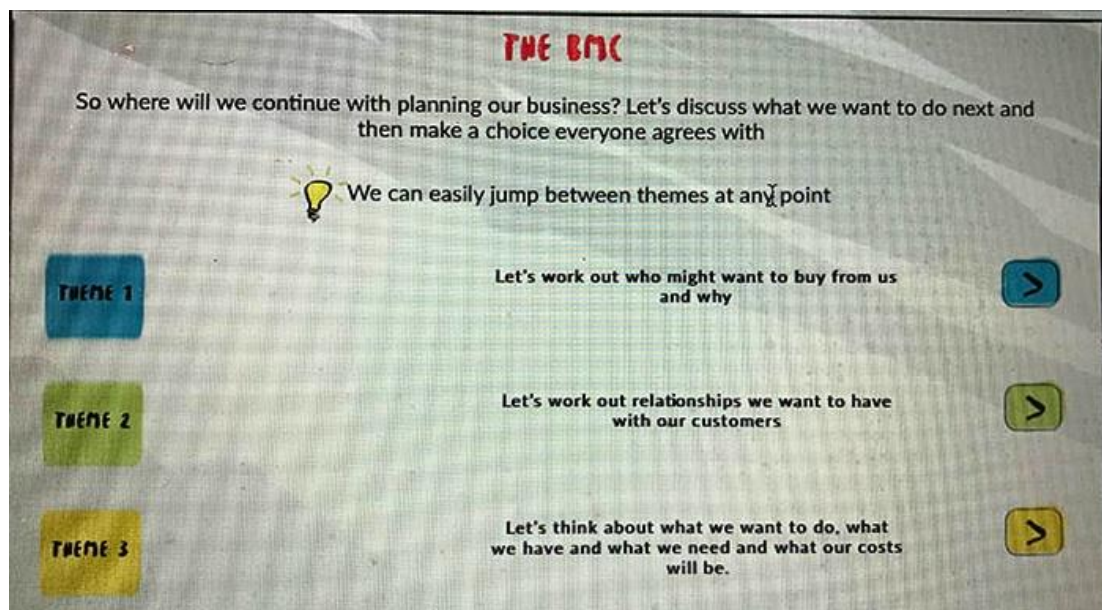 THE BMC
So where will we continue with planning our business? Let's discuss what we want to do next and
then make a choice everyone agrees with
We can easily jump between themes at any point
THEME 1
Let's work out who might want to buy from us
and why
>
THEME 2
Let's work out relationships we want to have
with our customers
>
THEME 3
Let's think about what we want to do, what
we have and what we need and what our costs
will be.
>